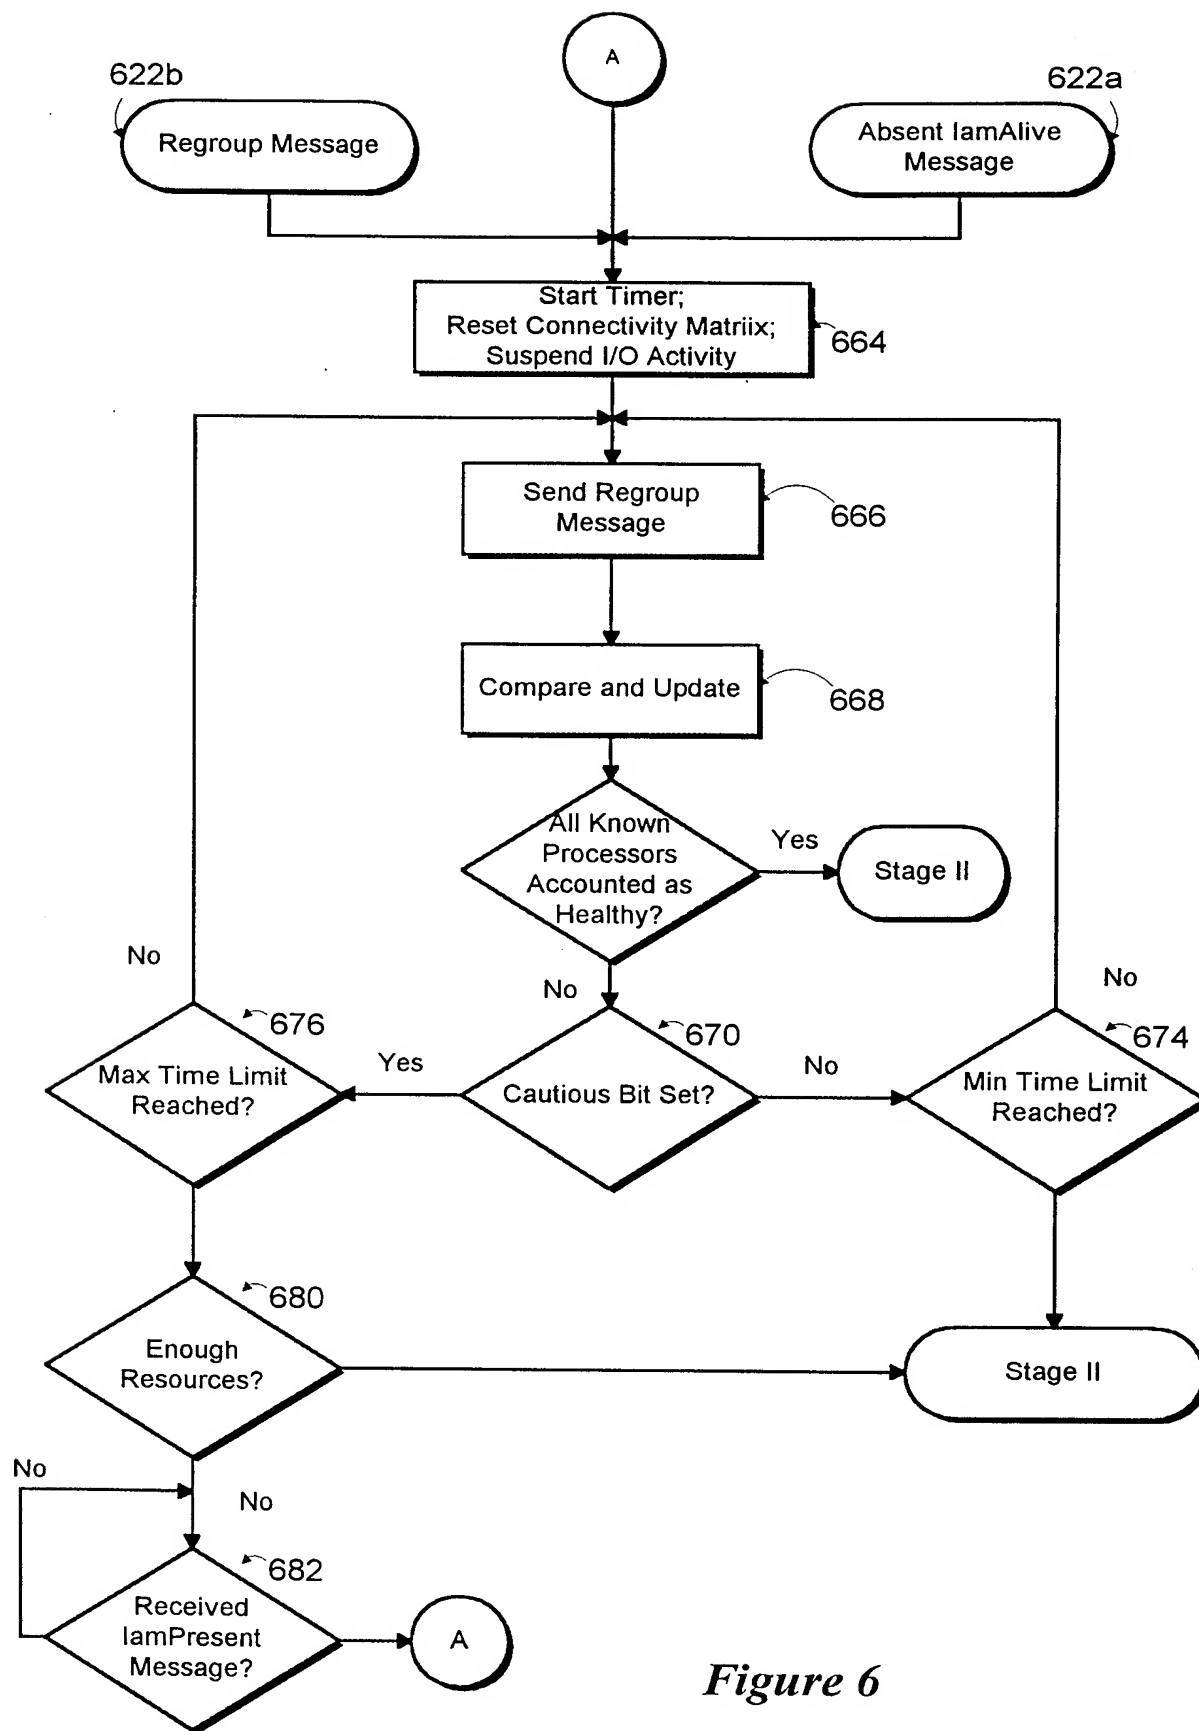 A
622b
622a
Regroup Message
Absent IamAlive
Message
Start Timer;
Reset Connectivity Matriix;
Suspend I/O Activity
664
Send Regroup
Message
666
Compare and Update
668
All Known
Processors
Accounted as
Healthy?
Yes
Stage II
No
No
No
676
670
674
Max Time Limit
Reached?
Yes
Cautious Bit Set?
No
Min Time Limit
Reached?
680
Enough
Resources?
Stage II
No
No
682
Received
IamPresent
Message?
A
Figure 6